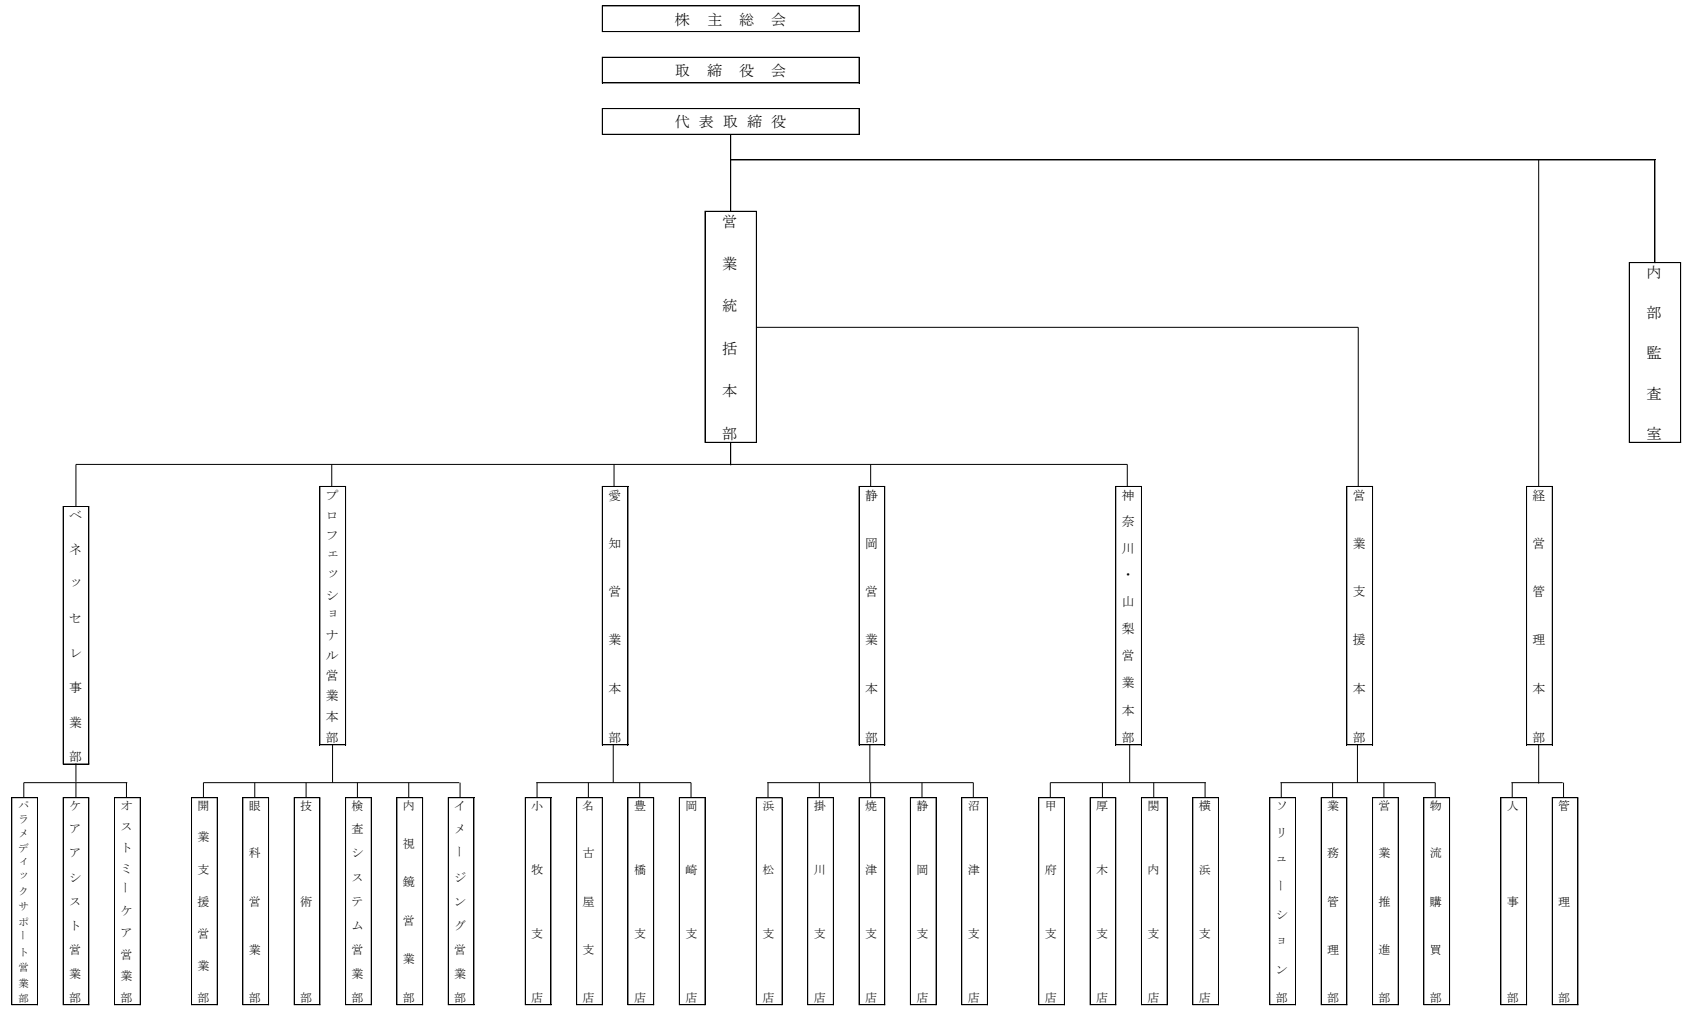 株主総会
取締役会
代表取締役
営業統括本部
内部監査室
ベネッセレ事業部
プロフェッショナル営業本部
愛知営業本部
静岡営業本部
神奈川・山梨営業本部
営業支援本部
経営管理本部
パラメディックサポート営業部
ケアアシスト営業部
オストミーケア営業部
開業支援営業部
眼科営業部
技術部
検査システム営業部
内視鏡営業部
イメージング営業部
小牧支店
名古屋支店
豊橋支店
岡崎支店
浜松支店
掛川支店
焼津支店
静岡支店
沼津支店
甲府支店
厚木支店
関内支店
横浜支店
ソリューション部
業務管理部
営業推進部
物流購買部
人事部
管理部